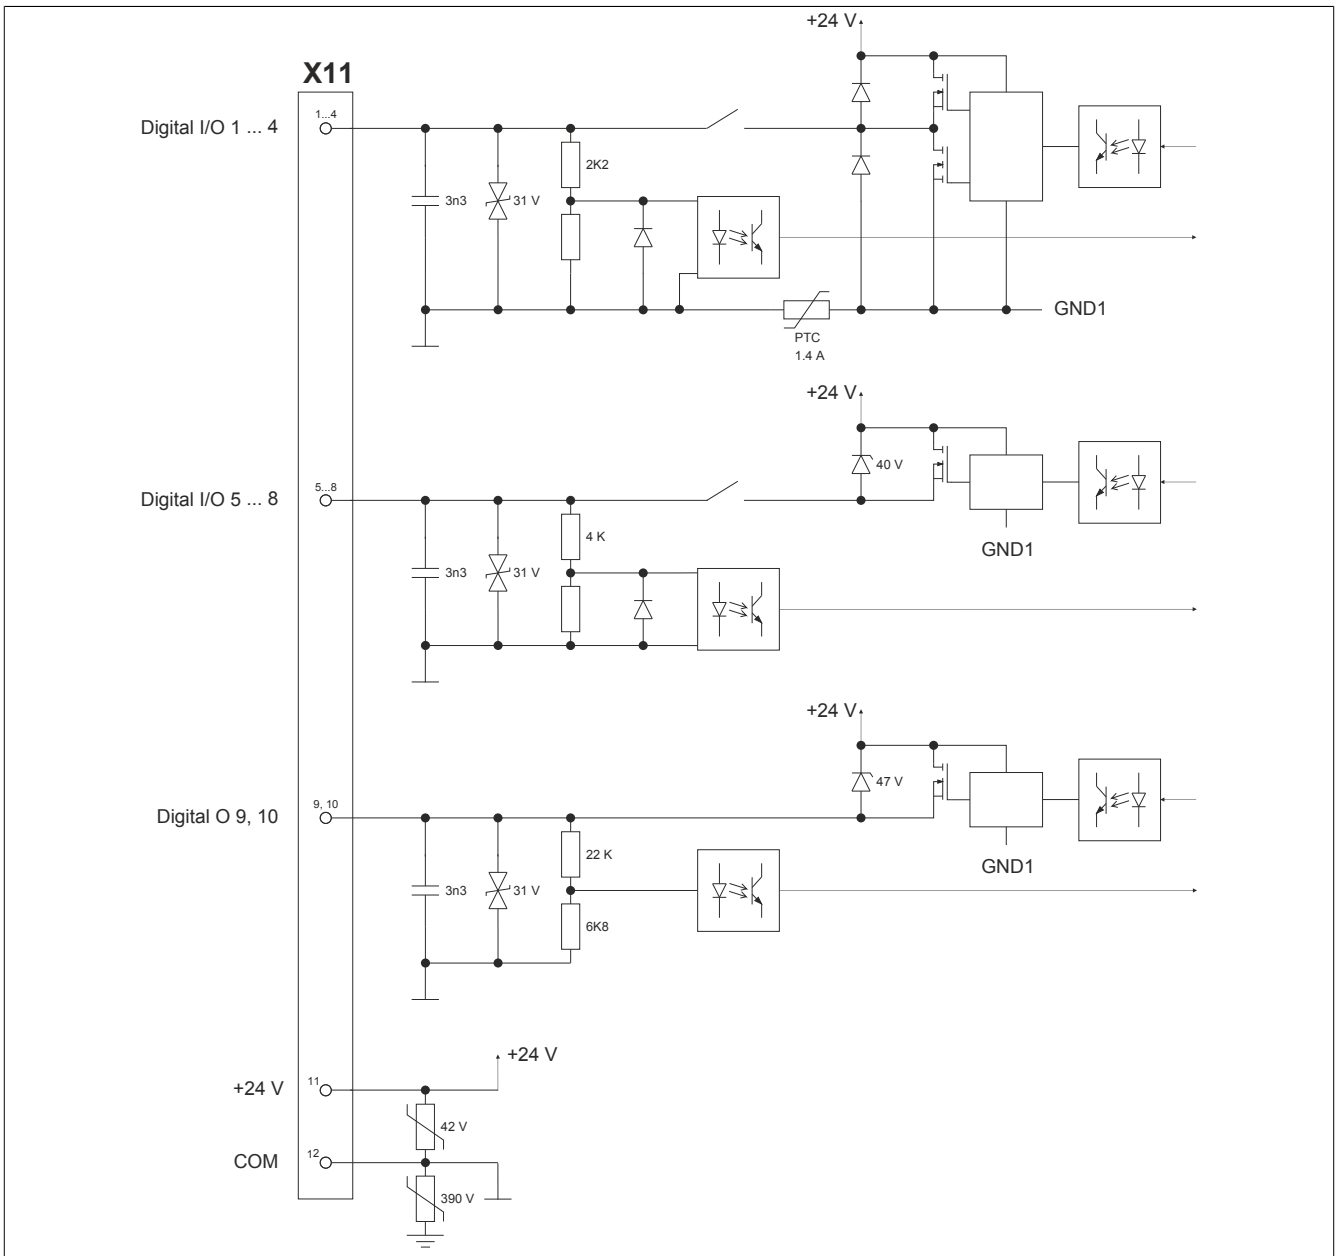 +24 V
X11
Digital I/O 1 ... 4
1...4
2K2
3n3
31 V
GND1
PTC
1.4 A
+24 V
40 V
Digital I/O 5 ... 8
5...8
4 K
GND1
3n3
31 V
+24 V
47 V
Digital O 9, 10
9, 10
22 K
GND1
3n3
31 V
6K8
+24 V
+24 V
11
42 V
COM
12
390 V